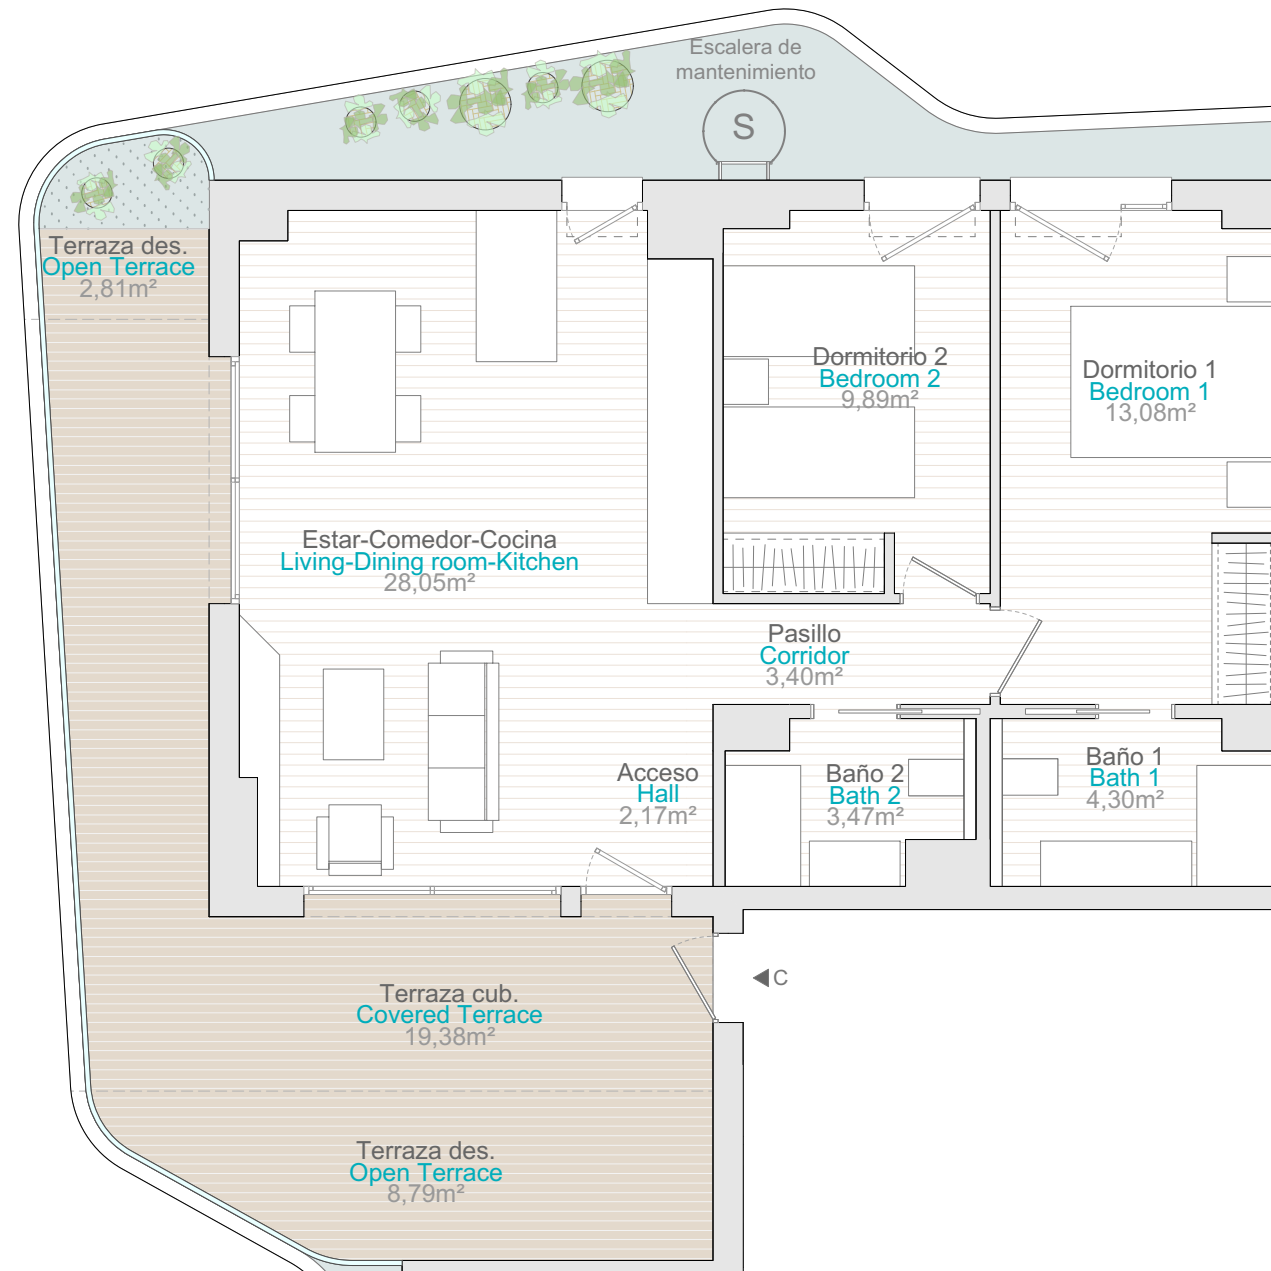 Escalera de
mantenimiento
S
Terraza des.
Open Terrace
2,81m²
Dormitorio 2
Bedroom 2
9,89m²
Dormitorio 1
Bedroom 1
13,08m²
Estar-Comedor-Cocina
Living-Dining room-Kitchen
28,05m²
Pasillo
Corridor
3,40m²
Acceso
Hall
2,17m²
Baño 2
Bath 2
3,47m²
Baño 1
Bath 1
4,30m²
C
Terraza cub.
Covered Terrace
19,38m²
Terraza des.
Open Terrace
8,79m²